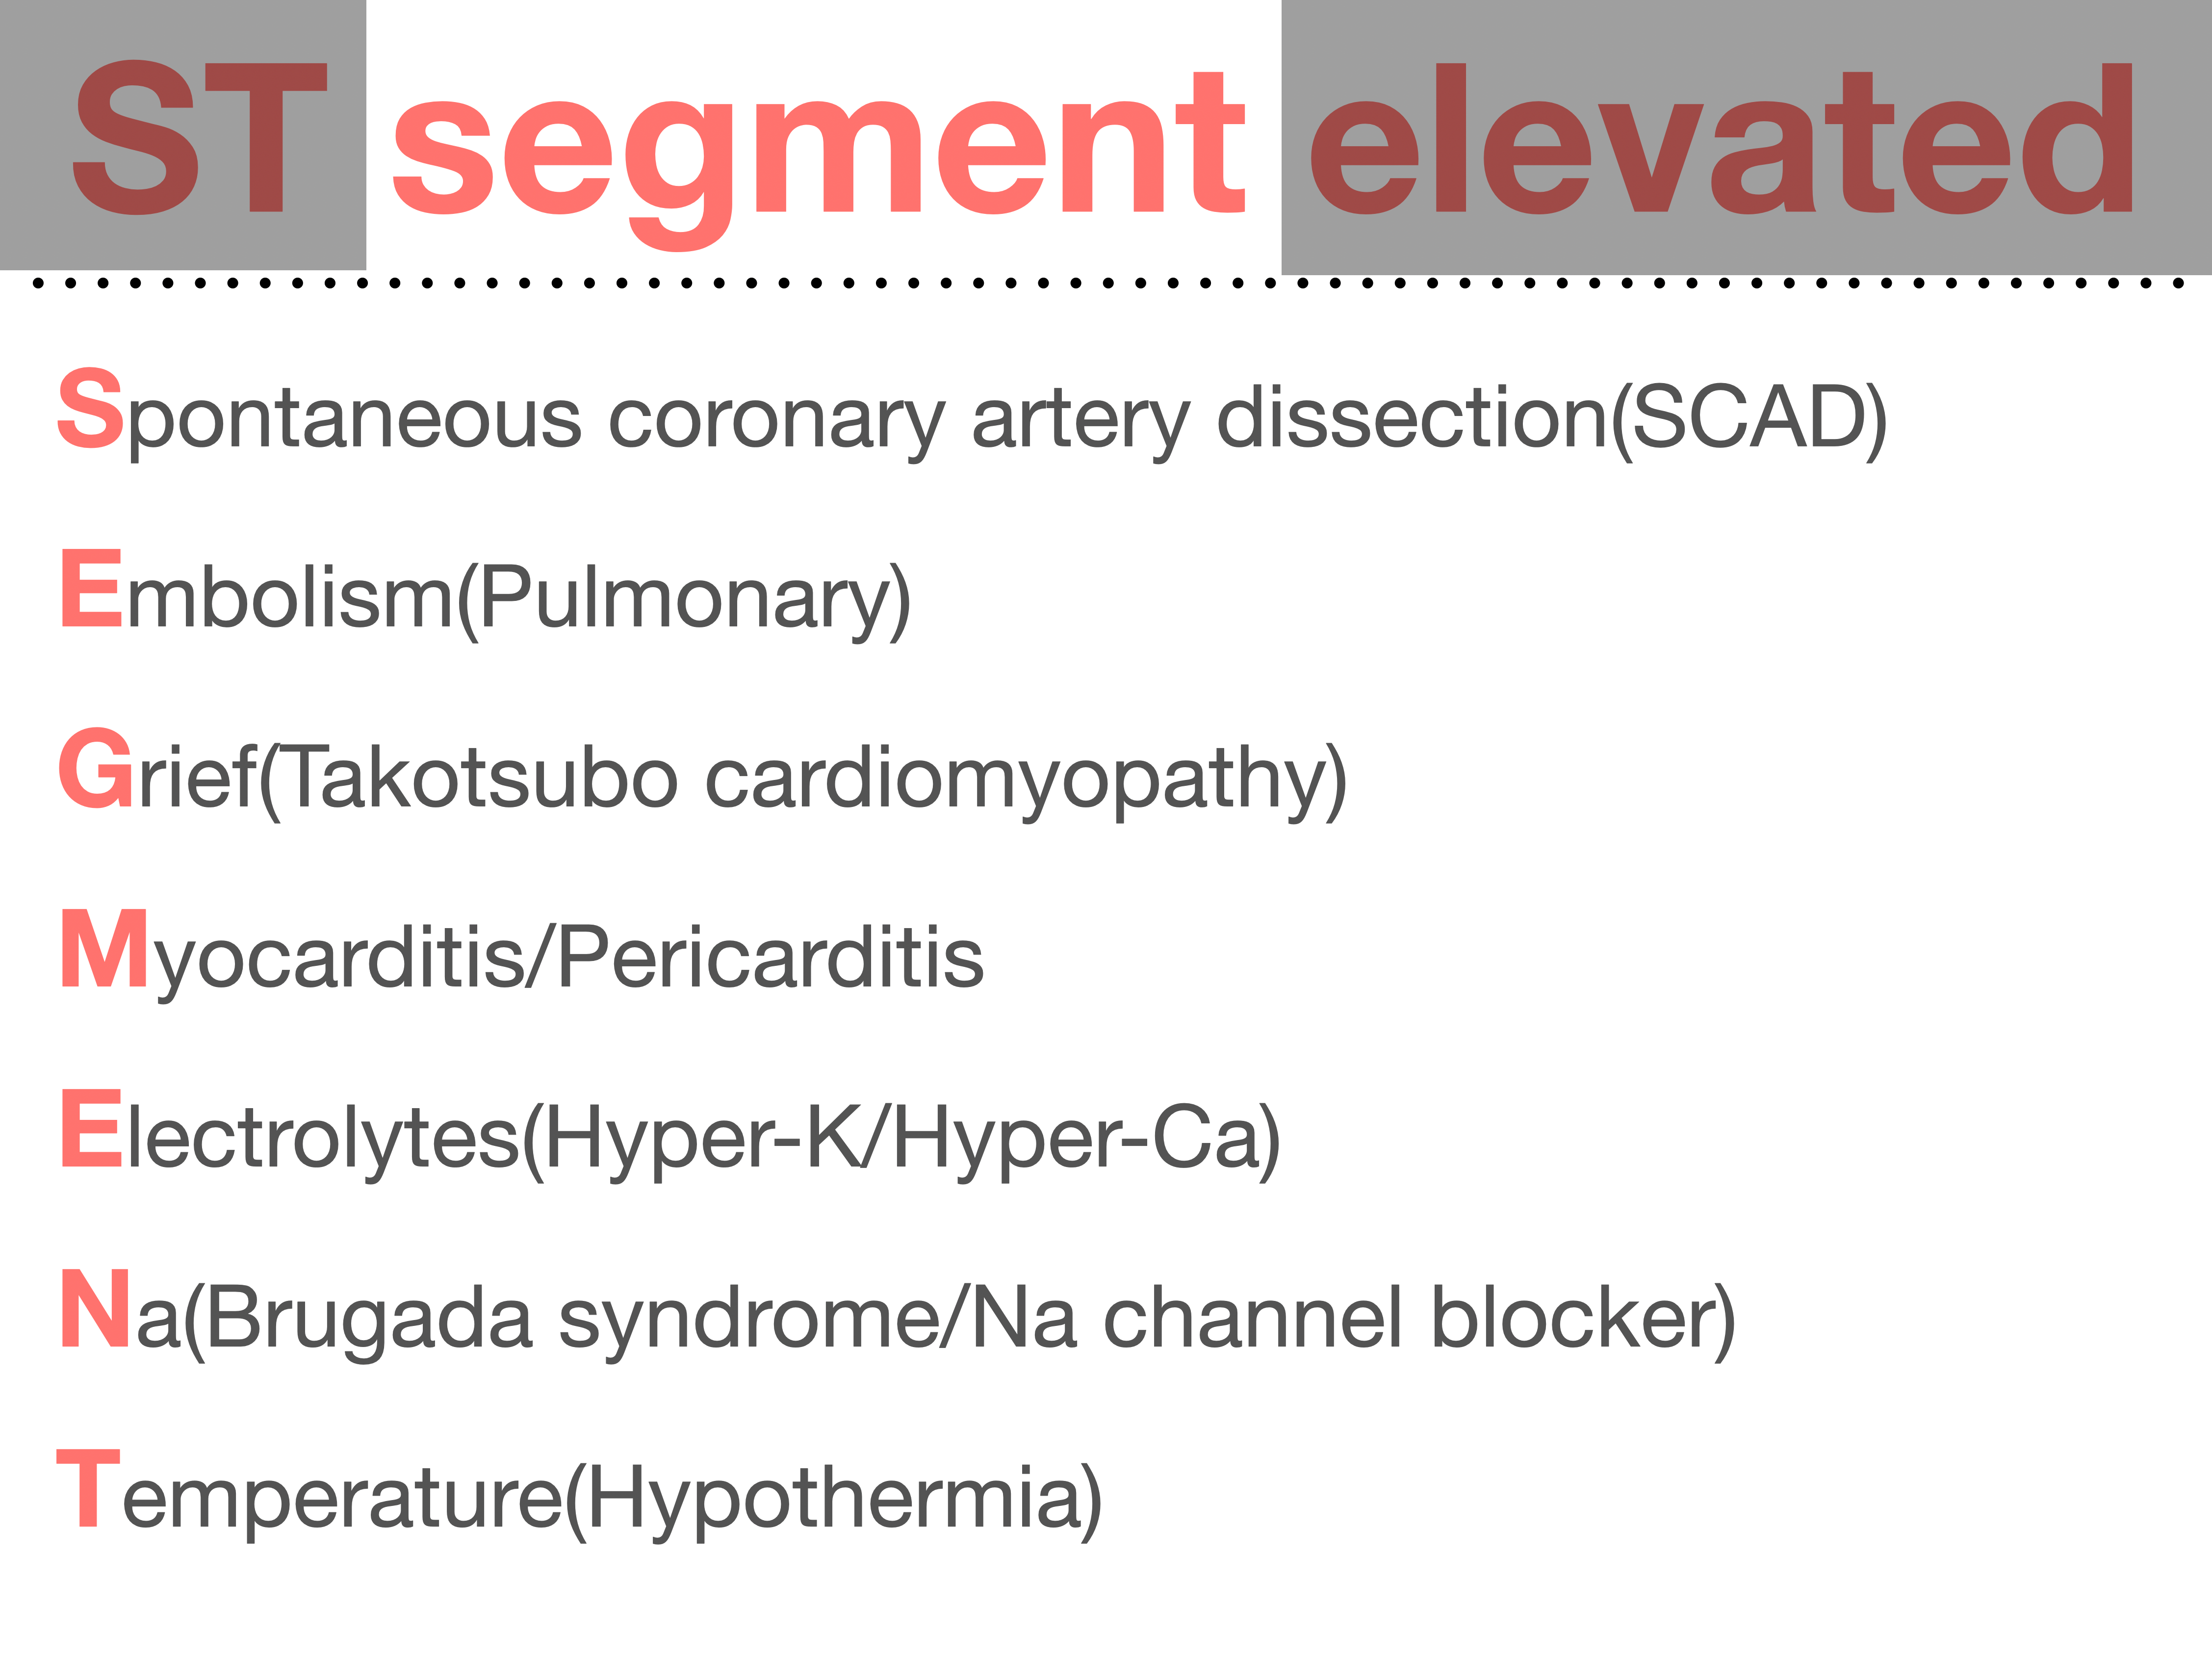 ST segment elevated
Spontaneous coronary artery dissection(SCAD)
Embolism(Pulmonary)
Grief(Takotsubo cardiomyopathy)
Myocarditis/Pericarditis
Electrolytes(Hyper-K/Hyper-Ca)
Na(Brugada syndrome/Na channel blocker)
Temperature(Hypothermia)